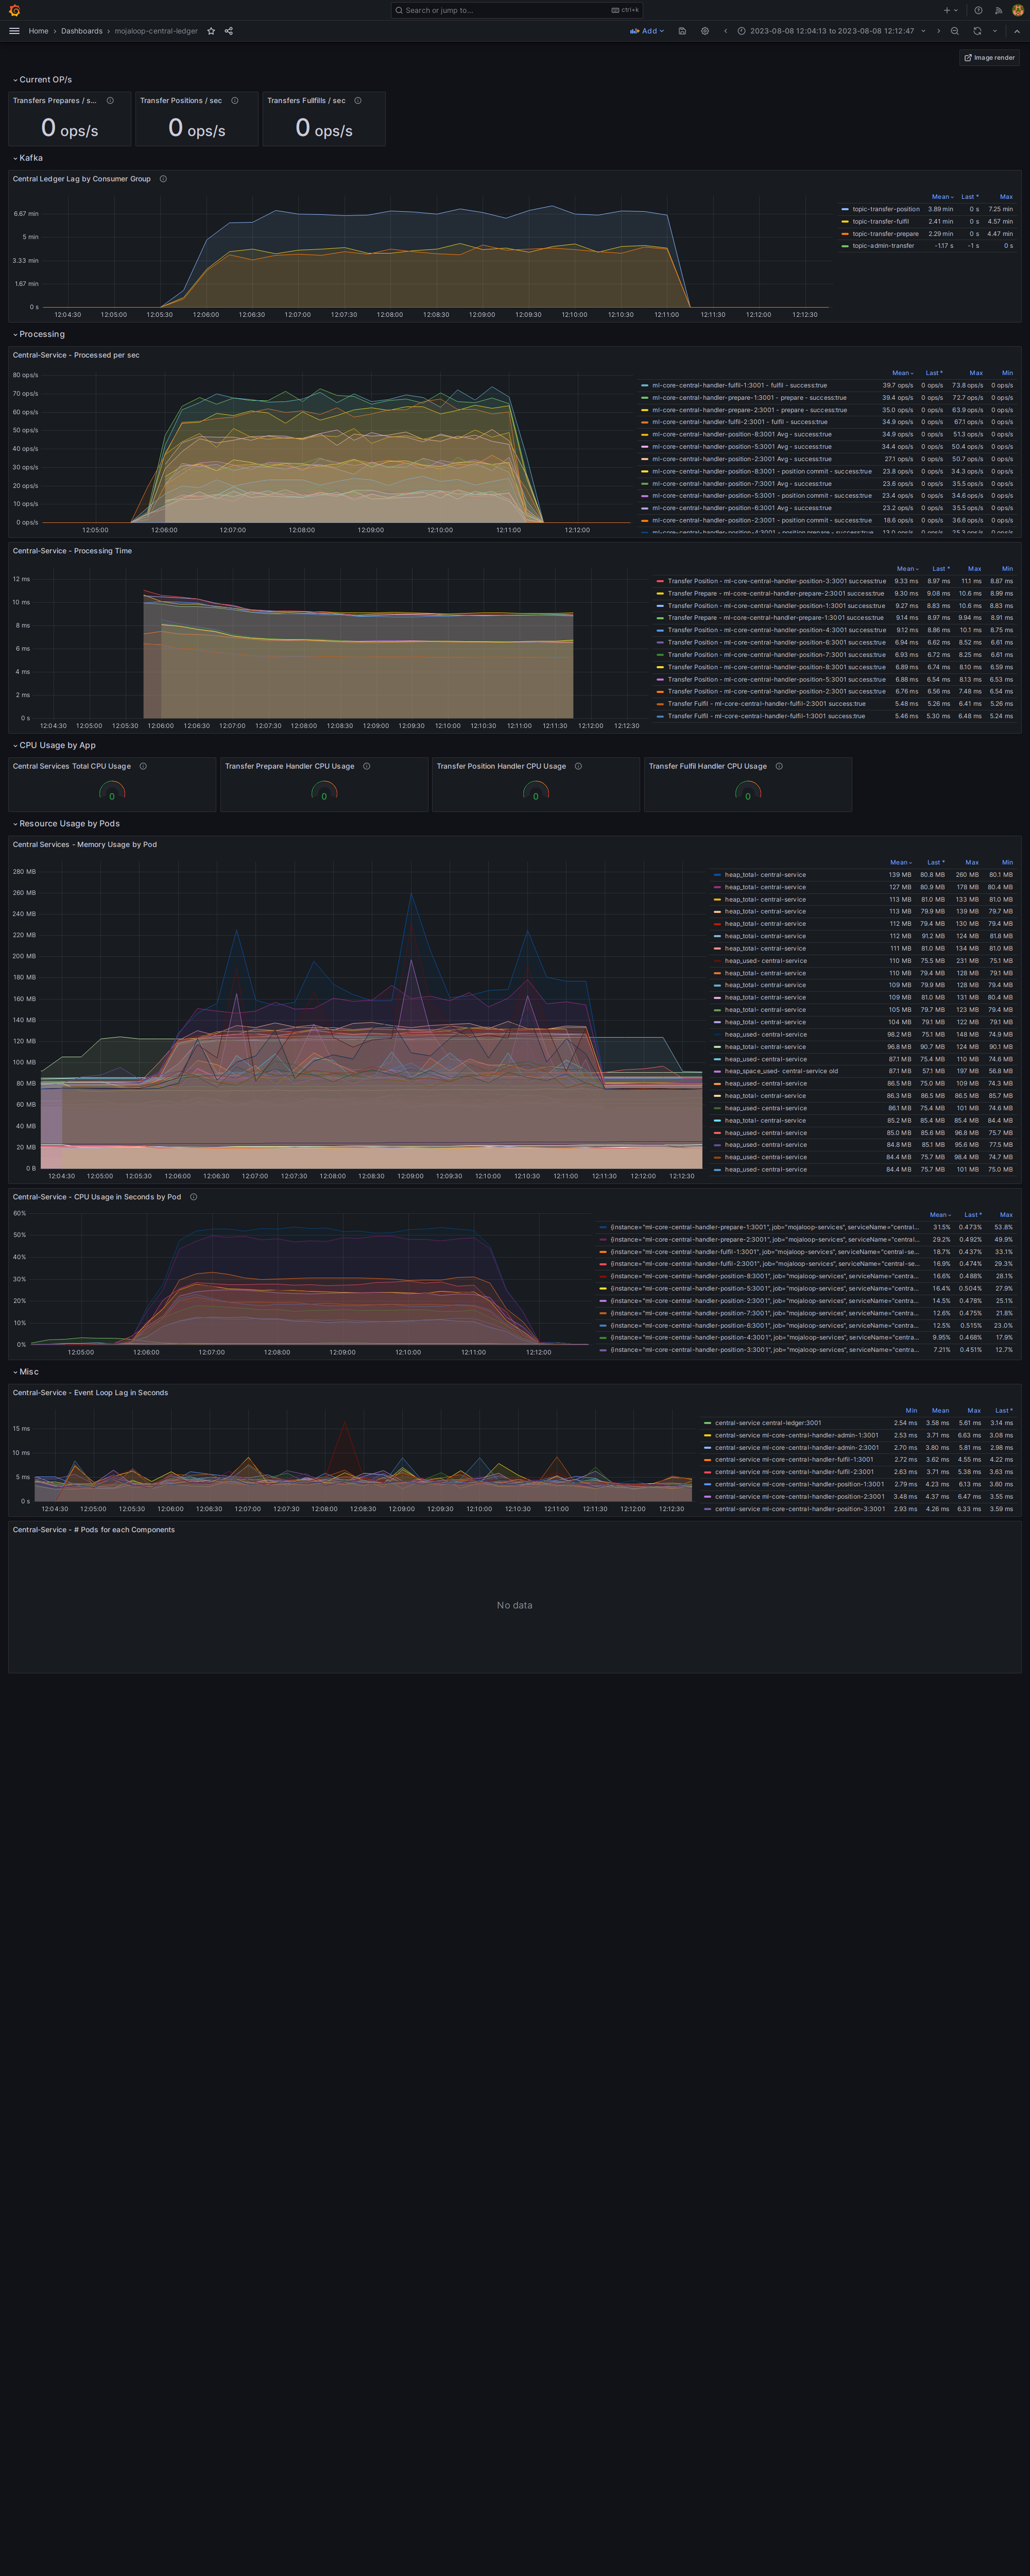 Search or jump to... ctrl+k
Home › Dashboards › mojaloop-central-ledger Add 2023-08-08 12:04:13 to 2023-08-08 12:12:47
Image render
Current OP/s
Transfers Prepares / s... Transfer Positions / sec Transfers Fullfills / sec
0 ops/s 0 ops/s 0 ops/s
Kafka
Central Ledger Lag by Consumer Group
Mean Last * Max
topic-transfer-position 3.89 min 0 s 7.25 min
topic-transfer-fulfil 2.41 min 0 s 4.57 min
topic-transfer-prepare 2.29 min 0 s 4.47 min
topic-admin-transfer -1.17 s -1 s 0 s
6.67 min
5 min
3.33 min
1.67 min
0 s
12:04:30 12:05:00 12:05:30 12:06:00 12:06:30 12:07:00 12:07:30 12:08:00 12:08:30 12:09:00 12:09:30 12:10:00 12:10:30 12:11:00 12:11:30 12:12:00 12:12:30
Processing
Central-Service - Processed per sec
Mean Last * Max Min
ml-core-central-handler-fulfil-1:3001 - fulfil - success:true 39.7 ops/s 0 ops/s 73.8 ops/s 0 ops/s
ml-core-central-handler-prepare-1:3001 - prepare - success:true 39.4 ops/s 0 ops/s 72.7 ops/s 0 ops/s
ml-core-central-handler-prepare-2:3001 - prepare - success:true 35.0 ops/s 0 ops/s 63.9 ops/s 0 ops/s
ml-core-central-handler-fulfil-2:3001 - fulfil - success:true 34.9 ops/s 0 ops/s 67.1 ops/s 0 ops/s
ml-core-central-handler-position-8:3001 Avg - success:true 34.9 ops/s 0 ops/s 51.3 ops/s 0 ops/s
ml-core-central-handler-position-5:3001 Avg - success:true 34.4 ops/s 0 ops/s 50.4 ops/s 0 ops/s
ml-core-central-handler-position-2:3001 Avg - success:true 27.1 ops/s 0 ops/s 50.7 ops/s 0 ops/s
ml-core-central-handler-position-8:3001 - position commit - success:true 23.8 ops/s 0 ops/s 34.3 ops/s 0 ops/s
ml-core-central-handler-position-7:3001 Avg - success:true 23.6 ops/s 0 ops/s 35.5 ops/s 0 ops/s
ml-core-central-handler-position-5:3001 - position commit - success:true 23.4 ops/s 0 ops/s 34.6 ops/s 0 ops/s
ml-core-central-handler-position-6:3001 Avg - success:true 23.2 ops/s 0 ops/s 35.5 ops/s 0 ops/s
ml-core-central-handler-position-2:3001 - position commit - success:true 18.6 ops/s 0 ops/s 36.6 ops/s 0 ops/s
ml-core-central-handler-position-4:3001 - position prepare - success:true 13.0 ops/s 0 ops/s 25.3 ops/s 0 ops/s
80 ops/s
70 ops/s
60 ops/s
50 ops/s
40 ops/s
30 ops/s
20 ops/s
10 ops/s
0 ops/s
12:05:00 12:06:00 12:07:00 12:08:00 12:09:00 12:10:00 12:11:00 12:12:00
Central-Service - Processing Time
Mean Last * Max Min
Transfer Position - ml-core-central-handler-position-3:3001 success:true 9.33 ms 8.97 ms 11.1 ms 8.87 ms
Transfer Prepare - ml-core-central-handler-prepare-2:3001 success:true 9.30 ms 9.08 ms 10.6 ms 8.99 ms
Transfer Position - ml-core-central-handler-position-1:3001 success:true 9.27 ms 8.83 ms 10.6 ms 8.83 ms
Transfer Prepare - ml-core-central-handler-prepare-1:3001 success:true 9.14 ms 8.97 ms 9.94 ms 8.91 ms
Transfer Position - ml-core-central-handler-position-4:3001 success:true 9.12 ms 8.86 ms 10.1 ms 8.75 ms
Transfer Position - ml-core-central-handler-position-6:3001 success:true 6.94 ms 6.62 ms 8.52 ms 6.61 ms
Transfer Position - ml-core-central-handler-position-7:3001 success:true 6.93 ms 6.72 ms 8.25 ms 6.61 ms
Transfer Position - ml-core-central-handler-position-8:3001 success:true 6.89 ms 6.74 ms 8.10 ms 6.59 ms
Transfer Position - ml-core-central-handler-position-5:3001 success:true 6.88 ms 6.54 ms 8.13 ms 6.53 ms
Transfer Position - ml-core-central-handler-position-2:3001 success:true 6.76 ms 6.56 ms 7.48 ms 6.54 ms
Transfer Fulfil - ml-core-central-handler-fulfil-2:3001 success:true 5.48 ms 5.26 ms 6.41 ms 5.26 ms
Transfer Fulfil - ml-core-central-handler-fulfil-1:3001 success:true 5.46 ms 5.30 ms 6.48 ms 5.24 ms
12 ms
10 ms
8 ms
6 ms
4 ms
2 ms
0 s
12:04:30 12:05:00 12:05:30 12:06:00 12:06:30 12:07:00 12:07:30 12:08:00 12:08:30 12:09:00 12:09:30 12:10:00 12:10:30 12:11:00 12:11:30 12:12:00 12:12:30
CPU Usage by App
Central Services Total CPU Usage Transfer Prepare Handler CPU Usage Transfer Position Handler CPU Usage Transfer Fulfil Handler CPU Usage
0 0 0 0
Resource Usage by Pods
Central Services - Memory Usage by Pod
Mean Last * Max Min
heap_total- central-service 139 MB 80.8 MB 260 MB 80.1 MB
heap_total- central-service 127 MB 80.9 MB 178 MB 80.4 MB
heap_total- central-service 113 MB 81.0 MB 133 MB 81.0 MB
heap_total- central-service 113 MB 79.9 MB 139 MB 79.7 MB
heap_total- central-service 112 MB 79.4 MB 130 MB 79.4 MB
heap_total- central-service 112 MB 91.2 MB 124 MB 81.8 MB
heap_total- central-service 111 MB 81.0 MB 134 MB 81.0 MB
heap_used- central-service 110 MB 75.5 MB 231 MB 75.1 MB
heap_total- central-service 110 MB 79.4 MB 128 MB 79.1 MB
heap_total- central-service 109 MB 79.9 MB 128 MB 79.4 MB
heap_total- central-service 109 MB 81.0 MB 131 MB 80.4 MB
heap_total- central-service 105 MB 79.7 MB 123 MB 79.4 MB
heap_total- central-service 104 MB 79.1 MB 122 MB 79.1 MB
heap_used- central-service 98.2 MB 75.1 MB 148 MB 74.9 MB
heap_total- central-service 96.8 MB 90.7 MB 124 MB 90.1 MB
heap_used- central-service 87.1 MB 75.4 MB 110 MB 74.6 MB
heap_space_used- central-service old 87.1 MB 57.1 MB 197 MB 56.8 MB
heap_used- central-service 86.5 MB 75.0 MB 109 MB 74.3 MB
heap_total- central-service 86.3 MB 86.5 MB 86.5 MB 85.7 MB
heap_used- central-service 86.1 MB 75.4 MB 101 MB 74.6 MB
heap_total- central-service 85.2 MB 85.4 MB 85.4 MB 84.4 MB
heap_used- central-service 85.0 MB 85.6 MB 96.8 MB 75.7 MB
heap_used- central-service 84.8 MB 85.1 MB 95.6 MB 77.5 MB
heap_used- central-service 84.4 MB 75.7 MB 98.4 MB 74.7 MB
heap_used- central-service 84.4 MB 75.7 MB 101 MB 75.0 MB
280 MB
260 MB
240 MB
220 MB
200 MB
180 MB
160 MB
140 MB
120 MB
100 MB
80 MB
60 MB
40 MB
20 MB
0 B
12:04:30 12:05:00 12:05:30 12:06:00 12:06:30 12:07:00 12:07:30 12:08:00 12:08:30 12:09:00 12:09:30 12:10:00 12:10:30 12:11:00 12:11:30 12:12:00 12:12:30
Central-Service - CPU Usage in Seconds by Pod
Mean Last * Max
{instance="ml-core-central-handler-prepare-1:3001", job="mojaloop-services", serviceName="central... 31.5% 0.473% 53.8%
{instance="ml-core-central-handler-prepare-2:3001", job="mojaloop-services", serviceName="central... 29.2% 0.492% 49.9%
{instance="ml-core-central-handler-fulfil-1:3001", job="mojaloop-services", serviceName="central-se... 18.7% 0.437% 33.1%
{instance="ml-core-central-handler-fulfil-2:3001", job="mojaloop-services", serviceName="central-se... 16.9% 0.474% 29.3%
{instance="ml-core-central-handler-position-8:3001", job="mojaloop-services", serviceName="centra... 16.6% 0.488% 28.1%
{instance="ml-core-central-handler-position-5:3001", job="mojaloop-services", serviceName="centra... 16.4% 0.504% 27.9%
{instance="ml-core-central-handler-position-2:3001", job="mojaloop-services", serviceName="centra... 14.5% 0.478% 25.1%
{instance="ml-core-central-handler-position-7:3001", job="mojaloop-services", serviceName="centra... 12.6% 0.475% 21.8%
{instance="ml-core-central-handler-position-6:3001", job="mojaloop-services", serviceName="centra... 12.5% 0.515% 23.0%
{instance="ml-core-central-handler-position-4:3001", job="mojaloop-services", serviceName="centra... 9.95% 0.468% 17.9%
{instance="ml-core-central-handler-position-3:3001", job="mojaloop-services", serviceName="centra... 7.21% 0.451% 12.7%
60%
50%
40%
30%
20%
10%
0%
12:05:00 12:06:00 12:07:00 12:08:00 12:09:00 12:10:00 12:11:00 12:12:00
Misc
Central-Service - Event Loop Lag in Seconds
Min Mean Max Last *
central-service central-ledger:3001 2.54 ms 3.58 ms 5.61 ms 3.14 ms
central-service ml-core-central-handler-admin-1:3001 2.53 ms 3.71 ms 6.63 ms 3.08 ms
central-service ml-core-central-handler-admin-2:3001 2.70 ms 3.80 ms 5.81 ms 2.98 ms
central-service ml-core-central-handler-fulfil-1:3001 2.72 ms 3.62 ms 4.55 ms 4.22 ms
central-service ml-core-central-handler-fulfil-2:3001 2.63 ms 3.71 ms 5.38 ms 3.63 ms
central-service ml-core-central-handler-position-1:3001 2.79 ms 4.23 ms 6.13 ms 3.60 ms
central-service ml-core-central-handler-position-2:3001 3.48 ms 4.37 ms 6.47 ms 3.55 ms
central-service ml-core-central-handler-position-3:3001 2.93 ms 4.26 ms 6.33 ms 3.59 ms
15 ms
10 ms
5 ms
0 s
12:04:30 12:05:00 12:05:30 12:06:00 12:06:30 12:07:00 12:07:30 12:08:00 12:08:30 12:09:00 12:09:30 12:10:00 12:10:30 12:11:00 12:11:30 12:12:00 12:12:30
Central-Service - # Pods for each Components
No data